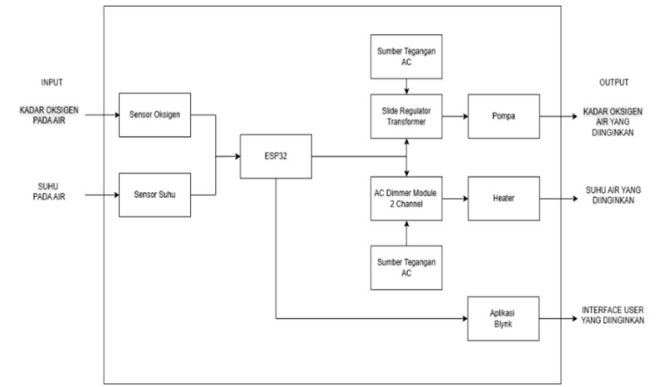 INPUT
KADAR OKSIGEN
PADA AIR
SUHU
PADA AIR
Sensor Oksigen
Sensor Suhu
ESP32
Sumber Tegangan
AC
Slide Regulator
Transformer
AC Dimmer Module
2 Channel
Sumber Tegangan
AC
Pompa
Heater
Aplikasi
Blynk
OUTPUT
KADAR OKSIGEN
AIR YANG
DIINGINKAN
SUHU AIR YANG
DIINGINKAN
INTERFACE USER
YANG DIINGINKAN